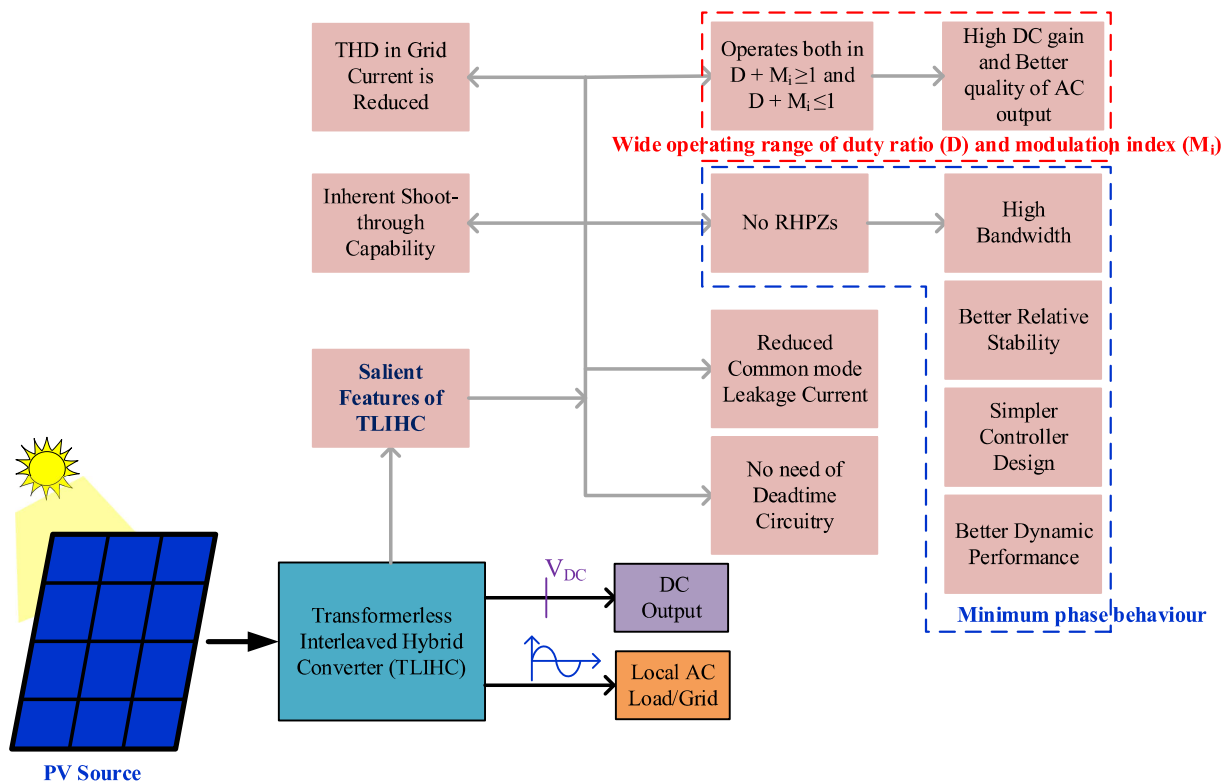 THD in Grid
Current is
Reduced
Operates both in
D + Mᵢ ≥1 and
D + Mᵢ ≤1
High DC gain
and Better
quality of AC
output
Wide operating range of duty ratio (D) and modulation index (Mᵢ)
Inherent Shoot-
through
Capability
No RHPZs
High
Bandwidth
Better Relative
Stability
Salient
Features of
TLIHC
Reduced
Common mode
Leakage Current
Simpler
Controller
Design
No need of
Deadtime
Circuitry
Better Dynamic
Performance
Minimum phase behaviour
Transformerless
Interleaved Hybrid
Converter (TLIHC)
V_DC
DC
Output
Local AC
Load/Grid
PV Source